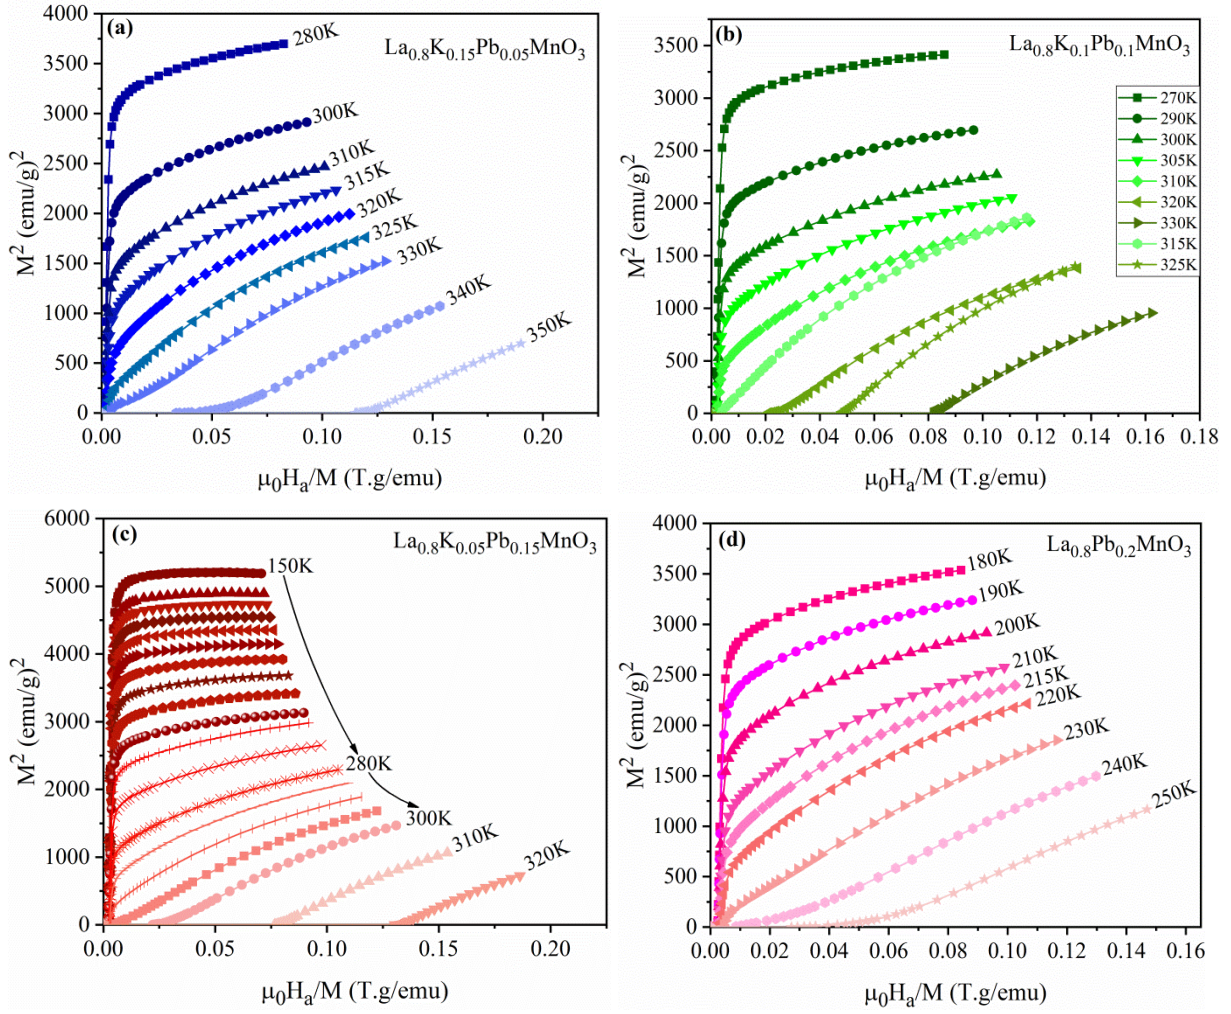 (a)
La0.8K0.15Pb0.05MnO3
4000
3500
3000
2500
2000
1500
1000
500
0
M2 (emu/g)2
280K
300K
310K
315K
320K
325K
330K
340K
350K
0.00 0.05 0.10 0.15 0.20
μ0Ha/M (T.g/emu)
(b)
La0.8K0.1Pb0.1MnO3
3500
3000
2500
2000
1500
1000
500
0
M2 (emu/g)2
270K
290K
300K
305K
310K
320K
330K
315K
325K
0.00 0.02 0.04 0.06 0.08 0.10 0.12 0.14 0.16 0.18
μ0Ha/M (T.g/emu)
(c)
La0.8K0.05Pb0.15MnO3
6000
5000
4000
3000
2000
1000
0
M2 (emu/g)2
150K
280K
300K
310K
320K
0.00 0.05 0.10 0.15 0.20
μ0Ha/M (T.g/emu)
(d)
La0.8Pb0.2MnO3
4000
3500
3000
2500
2000
1500
1000
500
0
M2 (emu/g)2
180K
190K
200K
210K
215K
220K
230K
240K
250K
0.00 0.02 0.04 0.06 0.08 0.10 0.12 0.14 0.16
μ0Ha/M (T.g/emu)